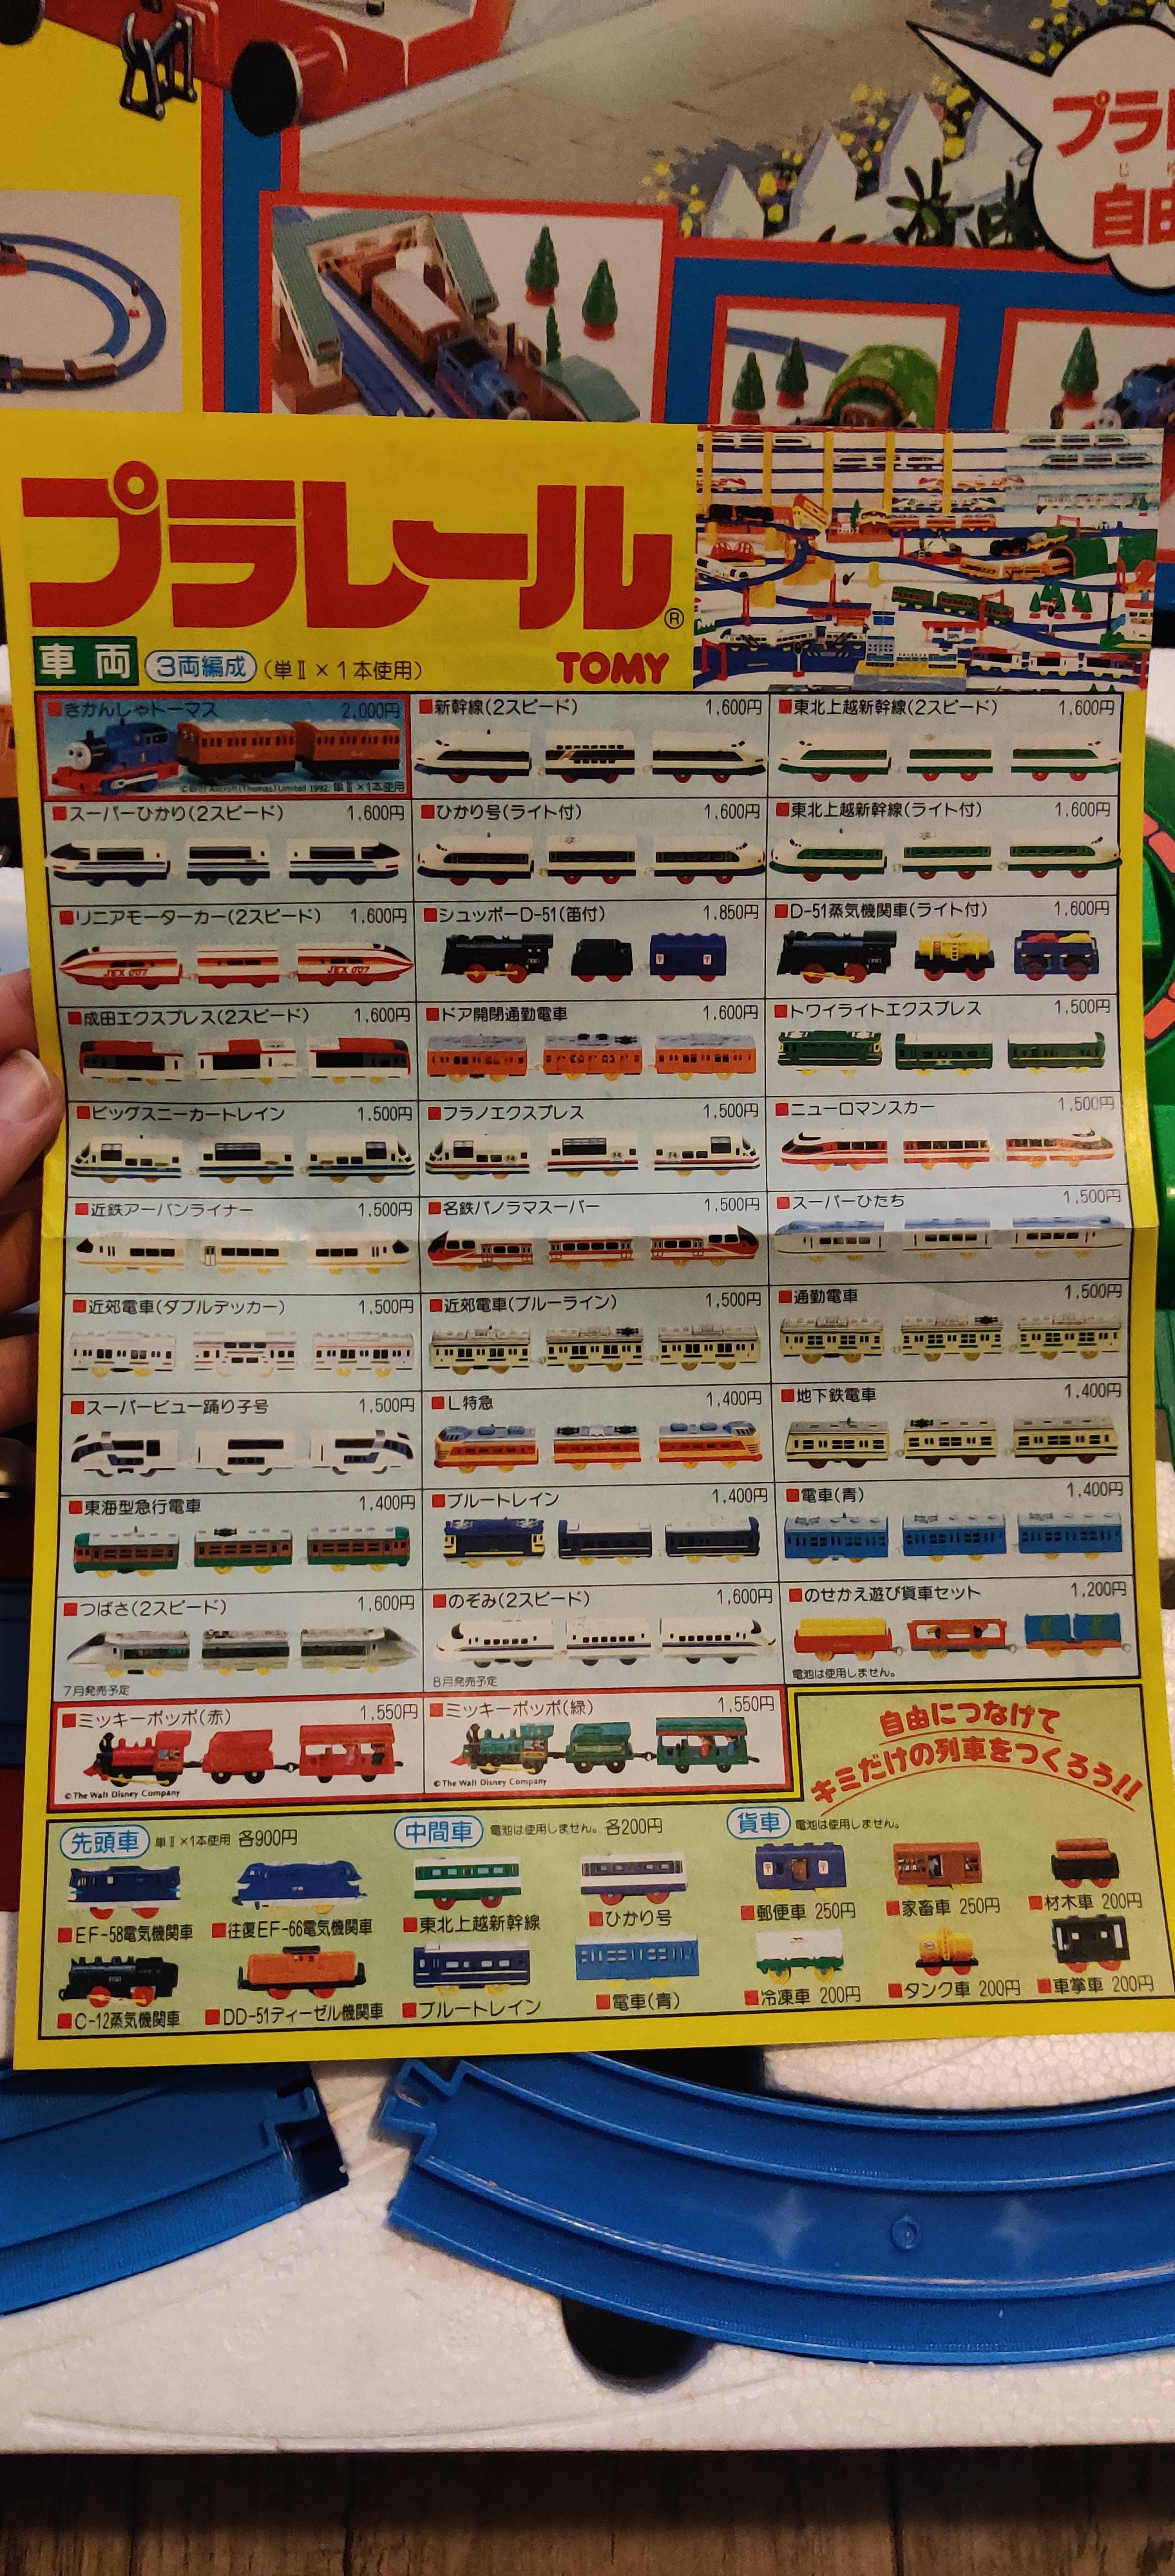 プラ
自由
プラレール®
車両 3両編成 (単Ⅱ×1本使用) TOMY
■きかんしゃトーマス 2,000円
©Britt Allcroft(Thomas)Limited 1992. 単Ⅱ×1本使用
■新幹線(2スピード) 1,600円
■東北上越新幹線(2スピード) 1,600円
■スーパーひかり(2スピード) 1,600円
■ひかり号(ライト付) 1,600円
■東北上越新幹線(ライト付) 1,600円
■リニアモーターカー(2スピード) 1,600円
JEX 007 JEX 007
■シュッポーD-51(笛付) 1,850円
■D-51蒸気機関車(ライト付) 1,600円
■成田エクスプレス(2スピード) 1,600円
■ドア開閉通勤電車 1,600円
■トワイライトエクスプレス 1,500円
■ビッグスニーカートレイン 1,500円
■フラノエクスプレス 1,500円
■ニューロマンスカー 1,500円
■近鉄アーバンライナー 1,500円
■名鉄パノラマスーパー 1,500円
■スーパーひたち 1,500円
■近郊電車(ダブルデッカー) 1,500円
■近郊電車(ブルーライン) 1,500円
■通勤電車 1,500円
■スーパービュー踊り子号 1,500円
■L特急 1,400円
■地下鉄電車 1,400円
■東海型急行電車 1,400円
■ブルートレイン 1,400円
■電車(青) 1,400円
■つばさ(2スピード) 1,600円
7月発売予定
■のぞみ(2スピード) 1,600円
8月発売予定
■のせかえ遊び貨車セット 1,200円
電池は使用しません。
■ミッキーポッポ(赤) 1,550円
©The Walt Disney Company
■ミッキーポッポ(緑) 1,550円
©The Walt Disney Company
自由につなげて
キミだけの列車をつくろう!!
先頭車 単Ⅱ×1本使用 各900円
■EF-58電気機関車 ■往復EF-66電気機関車
■C-12蒸気機関車 ■DD-51ディーゼル機関車
中間車 電池は使用しません。各200円
■東北上越新幹線 ■ひかり号
■ブルートレイン ■電車(青)
貨車 電池は使用しません。
■郵便車 250円 ■家畜車 250円 ■材木車 200円
■冷凍車 200円 ■タンク車 200円 ■車掌車 200円